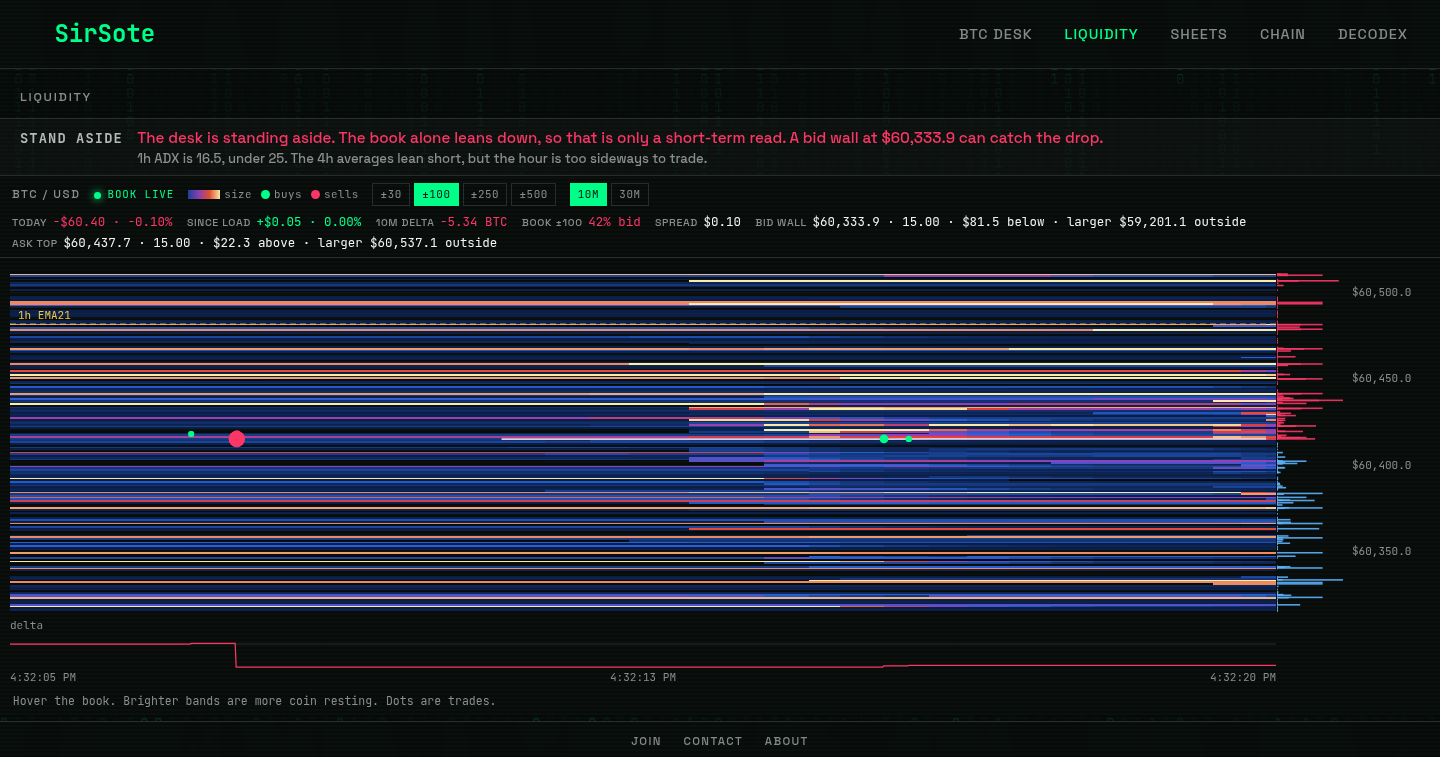 SirSote
BTC DESK LIQUIDITY SHEETS CHAIN DECODEX
LIQUIDITY
STAND ASIDE The desk is standing aside. The book alone leans down, so that is only a short-term read. A bid wall at $60,333.9 can catch the drop.
1h ADX is 16.5, under 25. The 4h averages lean short, but the hour is too sideways to trade.
BTC / USD BOOK LIVE size buys sells ±30 ±100 ±250 ±500 10M 30M
TODAY -$60.40 · -0.10% SINCE LOAD +$0.05 · 0.00% 10M DELTA -5.34 BTC BOOK ±100 42% bid SPREAD $0.10 BID WALL $60,333.9 · 15.00 · $81.5 below · larger $59,201.1 outside
ASK TOP $60,437.7 · 15.00 · $22.3 above · larger $60,537.1 outside
$60,500.0
1h EMA21
$60,450.0
$60,400.0
$60,350.0
delta
4:32:05 PM 4:32:13 PM 4:32:20 PM
Hover the book. Brighter bands are more coin resting. Dots are trades.
JOIN CONTACT ABOUT